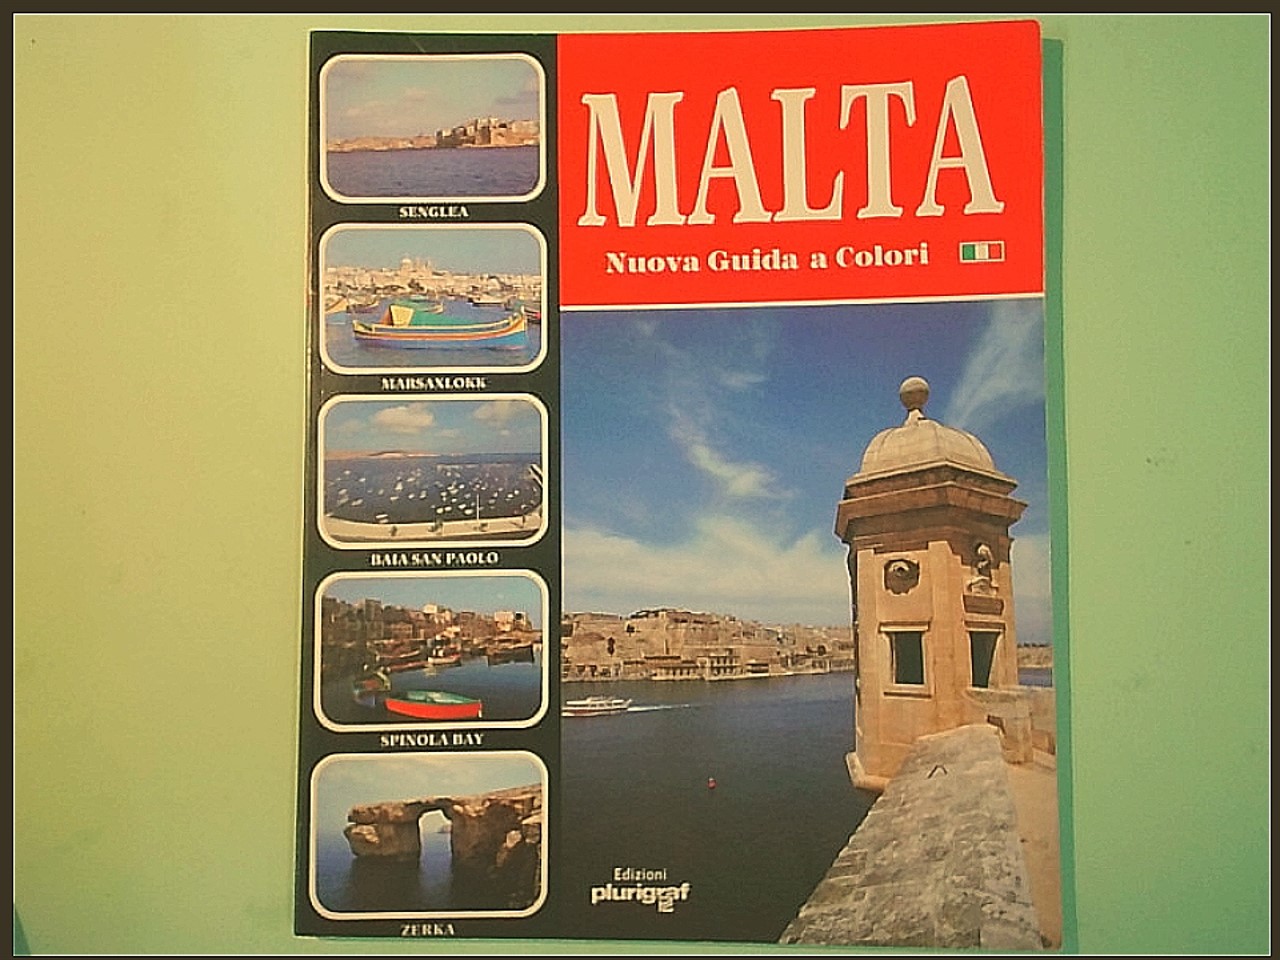 MALTA
Nuova Guida a Colori
SENGLEA
MARSAXLOKK
BAIA SAN PAOLO
SPINOLA BAY
ZERKA
Edizioni
plurigraf